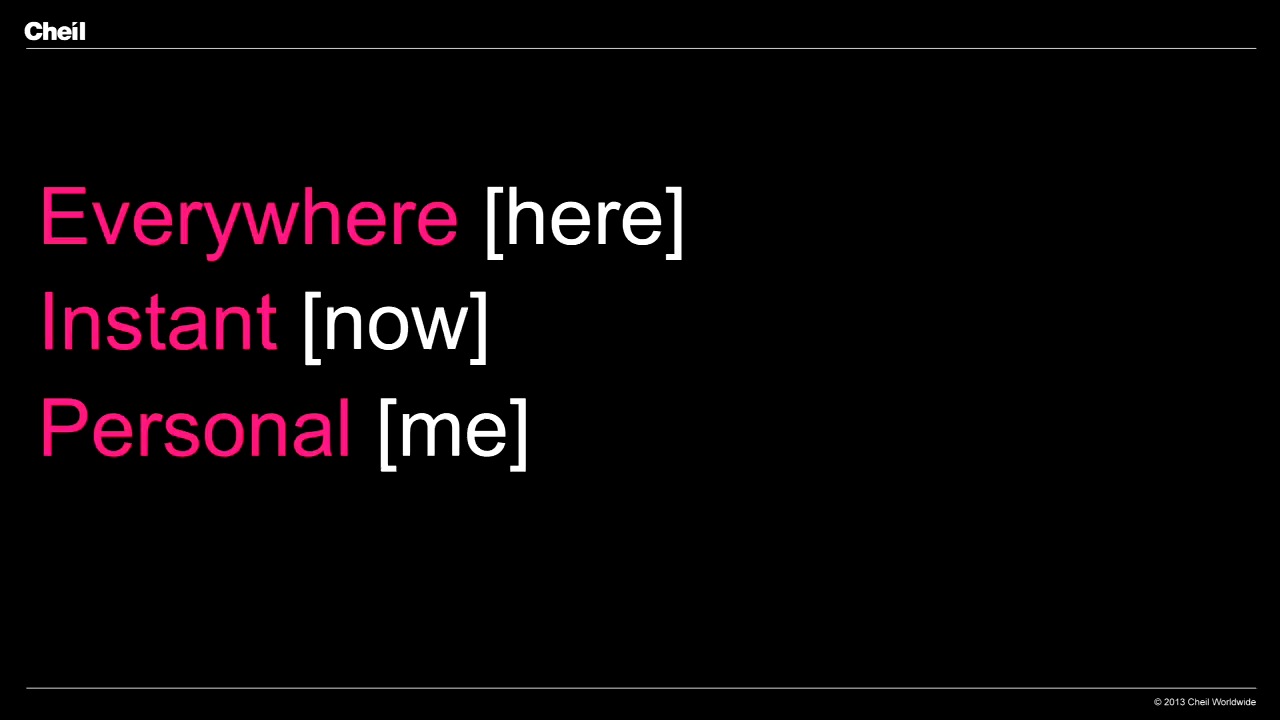 Cheil
Everywhere [here]
Instant [now]
Personal [me]
© 2013 Cheil Worldwide